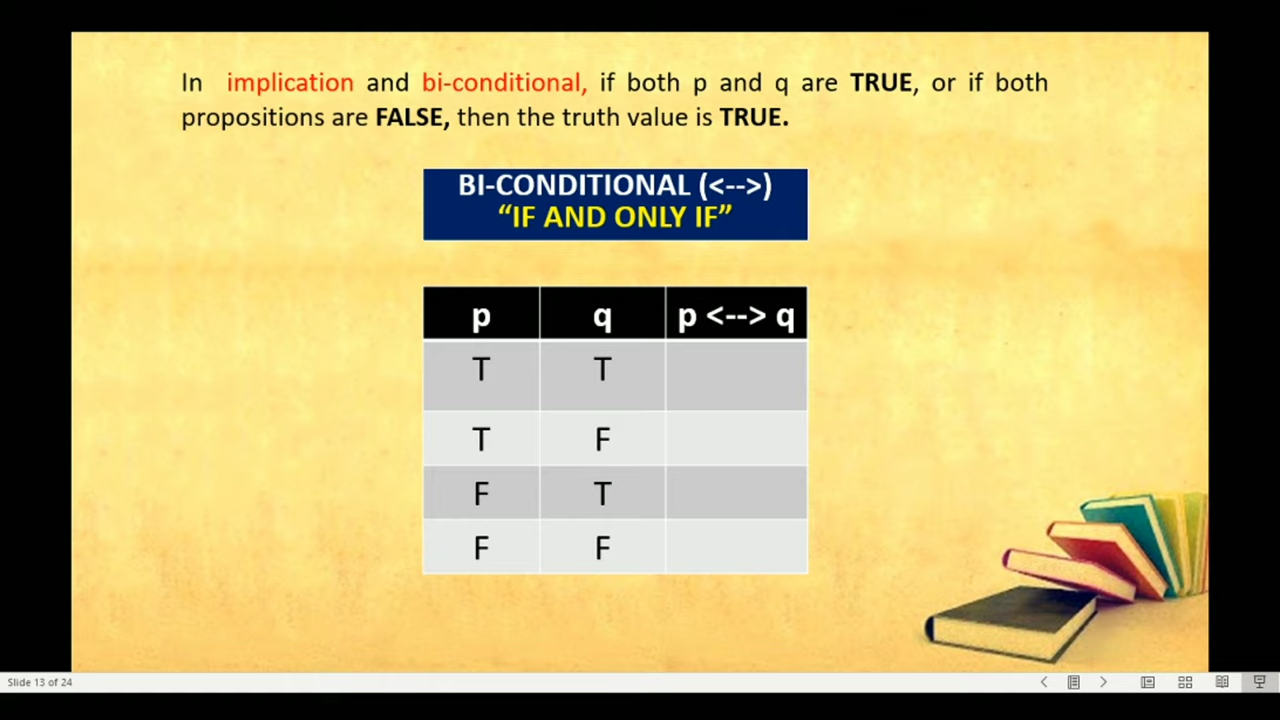 In implication and bi-conditional, if both p and q are TRUE, or if both
propositions are FALSE, then the truth value is TRUE.
BI-CONDITIONAL (<-->)
“IF AND ONLY IF”
p q p <--> q
T T
T F
F T
F F
Slide 13 of 24